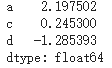 a    2.197502
c    0.245300
d   -1.285393
dtype: float64